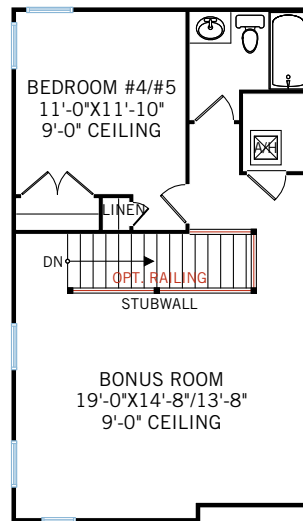 BEDROOM #4/#5
11'-0"X11'-10"
9'-0" CEILING
A/H
LINEN
DN
OPT. RAILING
STUBWALL
BONUS ROOM
19'-0"X14'-8"/13'-8"
9'-0" CEILING